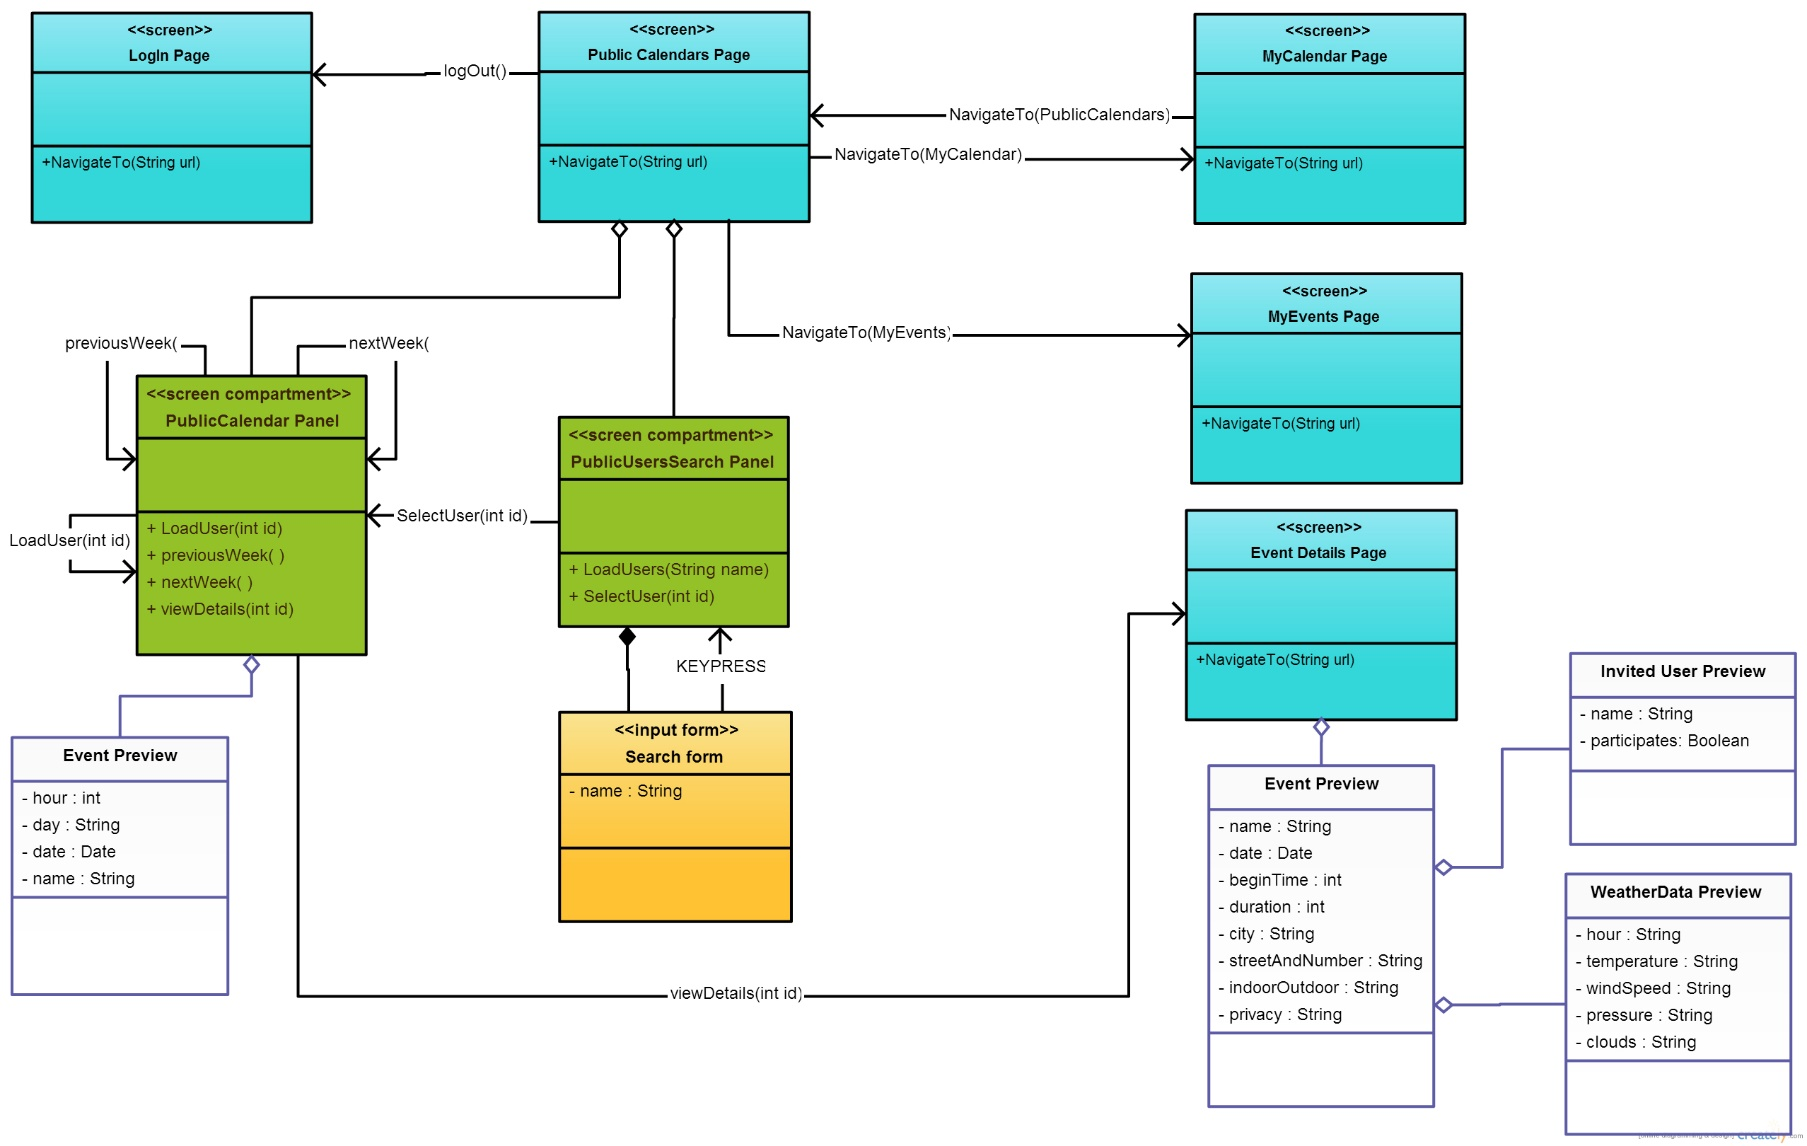 <<screen>>
LogIn Page
+NavigateTo(String url)
logOut()
<<screen>>
Public Calendars Page
+NavigateTo(String url)
NavigateTo(PublicCalendars)
NavigateTo(MyCalendar)
<<screen>>
MyCalendar Page
+NavigateTo(String url)
<<screen>>
MyEvents Page
+NavigateTo(String url)
NavigateTo(MyEvents)
previousWeek(
nextWeek(
<<screen compartment>>
PublicCalendar Panel
+ LoadUser(int id)
+ previousWeek( )
+ nextWeek( )
+ viewDetails(int id)
LoadUser(int id)
SelectUser(int id)
<<screen compartment>>
PublicUsersSearch Panel
+ LoadUsers(String name)
+ SelectUser(int id)
KEYPRESS
<<input form>>
Search form
- name : String
<<screen>>
Event Details Page
+NavigateTo(String url)
Event Preview
- hour : int
- day : String
- date : Date
- name : String
viewDetails(int id)
Event Preview
- name : String
- date : Date
- beginTime : int
- duration : int
- city : String
- streetAndNumber : String
- indoorOutdoor : String
- privacy : String
Invited User Preview
- name : String
- participates: Boolean
WeatherData Preview
- hour : String
- temperature : String
- windSpeed : String
- pressure : String
- clouds : String
creately